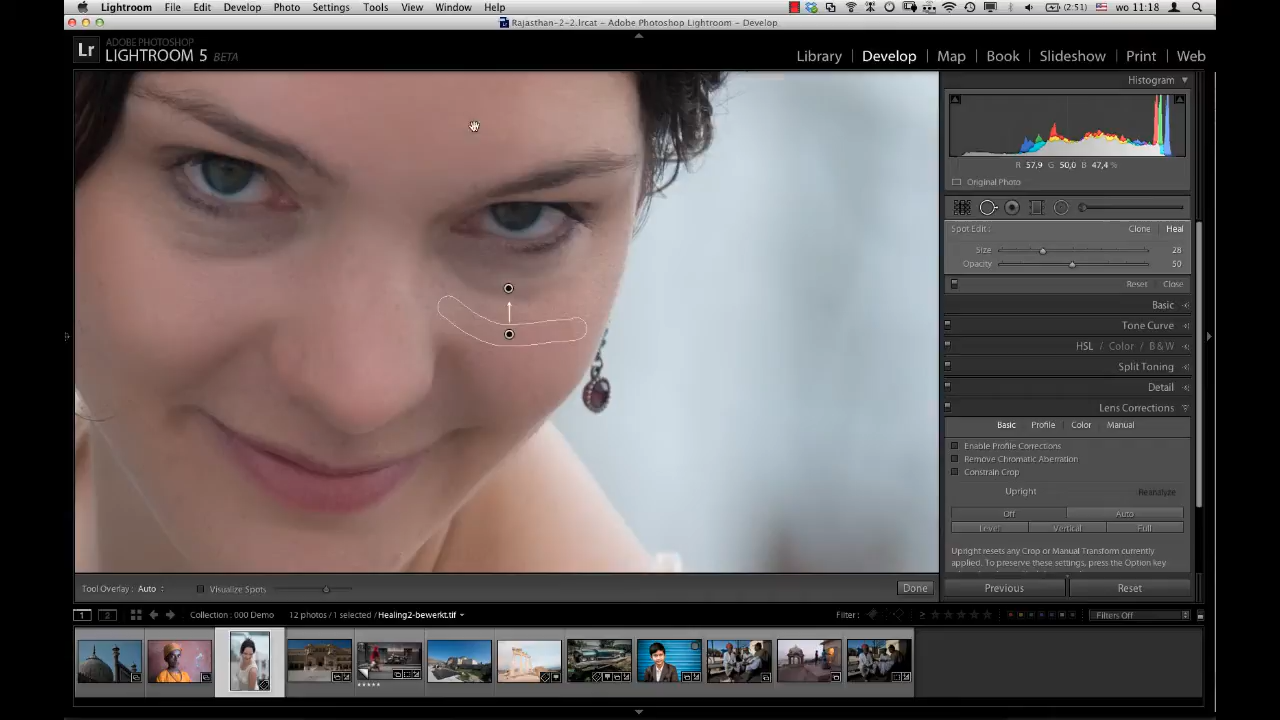 Lightroom File Edit Develop Photo Settings Tools View Window Help (2:51) wo 11:18
Rajasthan-2-2.lrcat - Adobe Photoshop Lightroom - Develop
Lr ADOBE PHOTOSHOP
LIGHTROOM 5 BETA
Library Develop Map Book Slideshow Print Web
Histogram
R 57,9 G 50,0 B 47,4 %
Original Photo
Spot Edit : Clone Heal
Size 28
Opacity 50
Reset Close
Basic
Tone Curve
HSL / Color / B & W
Split Toning
Detail
Lens Corrections
Basic Profile Color Manual
Enable Profile Corrections
Remove Chromatic Aberration
Constrain Crop
Upright Reanalyze
Off Auto
Level Vertical Full
Upright resets any Crop or Manual Transform currently
applied. To preserve these settings, press the Option key
Tool Overlay : Auto Visualize Spots Done Previous Reset
1 2 Collection : 000 Demo 12 photos / 1 selected / Healing2-bewerkt.tif Filter : Filters Off